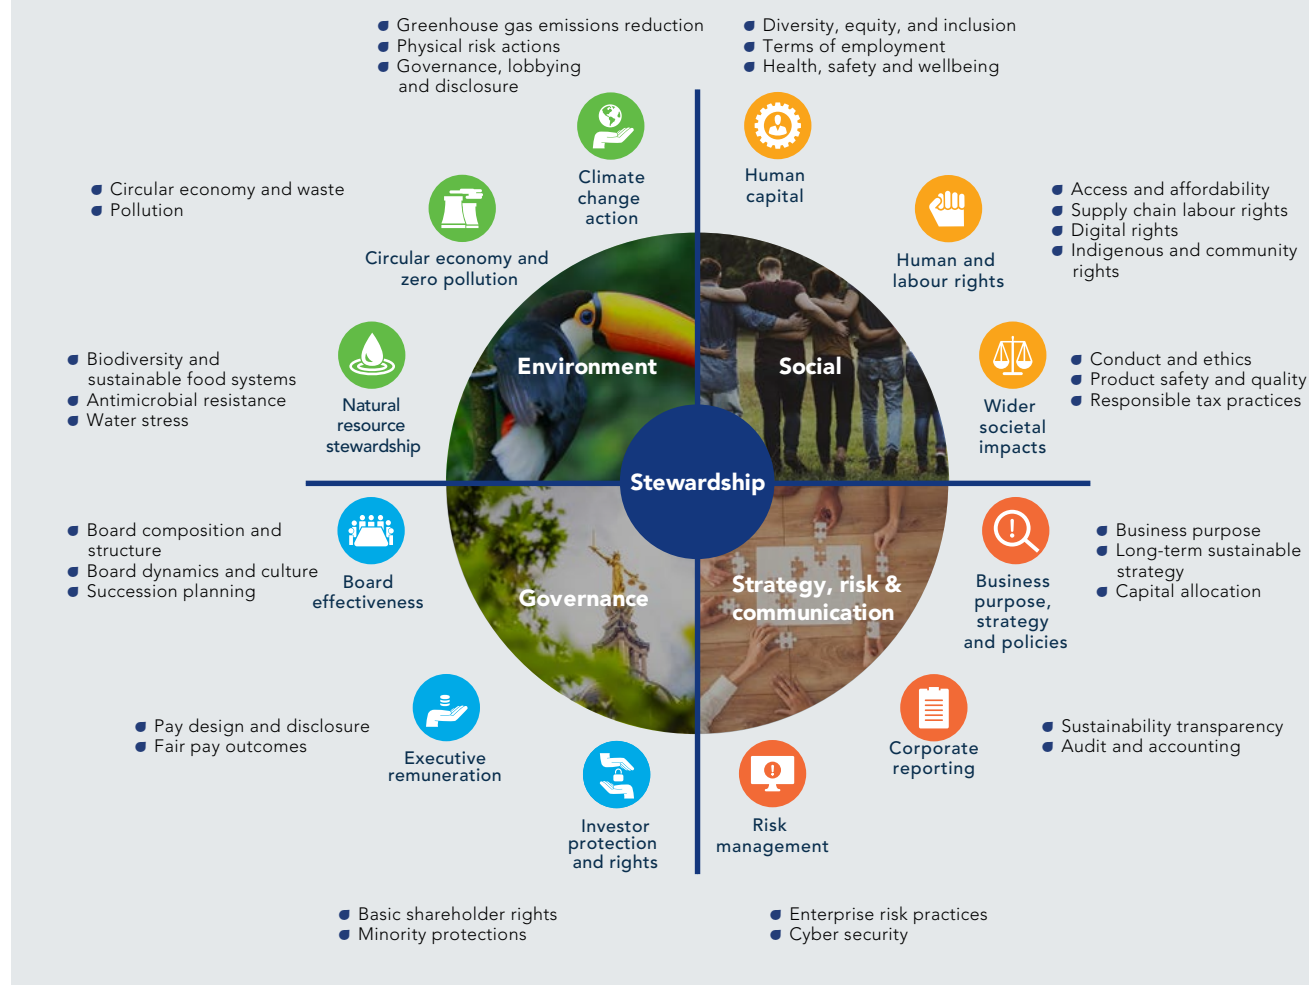 Greenhouse gas emissions reduction
Physical risk actions
Governance, lobbying
and disclosure
Diversity, equity, and inclusion
Terms of employment
Health, safety and wellbeing
Climate
change
action
Human
capital
Circular economy and waste
Pollution
Circular economy and
zero pollution
Human and
labour rights
Access and affordability
Supply chain labour rights
Digital rights
Indigenous and community
rights
Environment
Social
Biodiversity and
sustainable food systems
Antimicrobial resistance
Water stress
Natural
resource
stewardship
Wider
societal
impacts
Conduct and ethics
Product safety and quality
Responsible tax practices
Stewardship
Board composition and
structure
Board dynamics and culture
Succession planning
Board
effectiveness
Governance
Strategy, risk &
communication
Business
purpose,
strategy
and policies
Business purpose
Long-term sustainable
strategy
Capital allocation
Pay design and disclosure
Fair pay outcomes
Executive
remuneration
Corporate
reporting
Sustainability transparency
Audit and accounting
Investor
protection
and rights
Risk
management
Basic shareholder rights
Minority protections
Enterprise risk practices
Cyber security